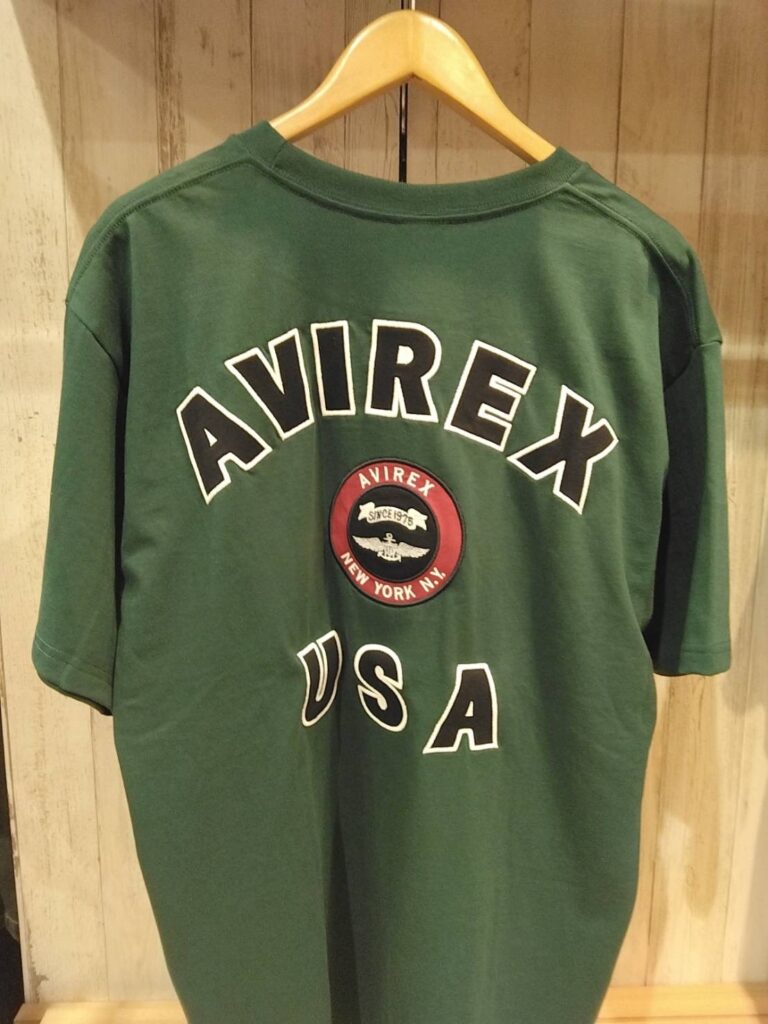 AVIREX
AVIREX
SINCE 1975
NEW YORK N.Y.
USA